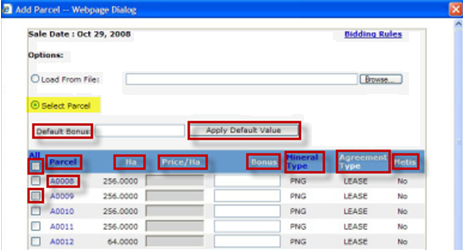 Add Parcel -- Webpage Dialog
Sale Date : Oct 29, 2008 Bidding Rules
Options:
Load From File: Browse...
Select Parcel
Default Bonus: Apply Default Value
All
Parcel Ha Price/Ha Bonus Mineral Type Agreement Type Metis
A0008 256.0000 PNG LEASE No
A0009 256.0000 PNG LEASE No
A0010 256.0000 PNG LEASE No
A0011 256.0000 PNG LEASE No
A0012 64.0000 PNG LEASE No